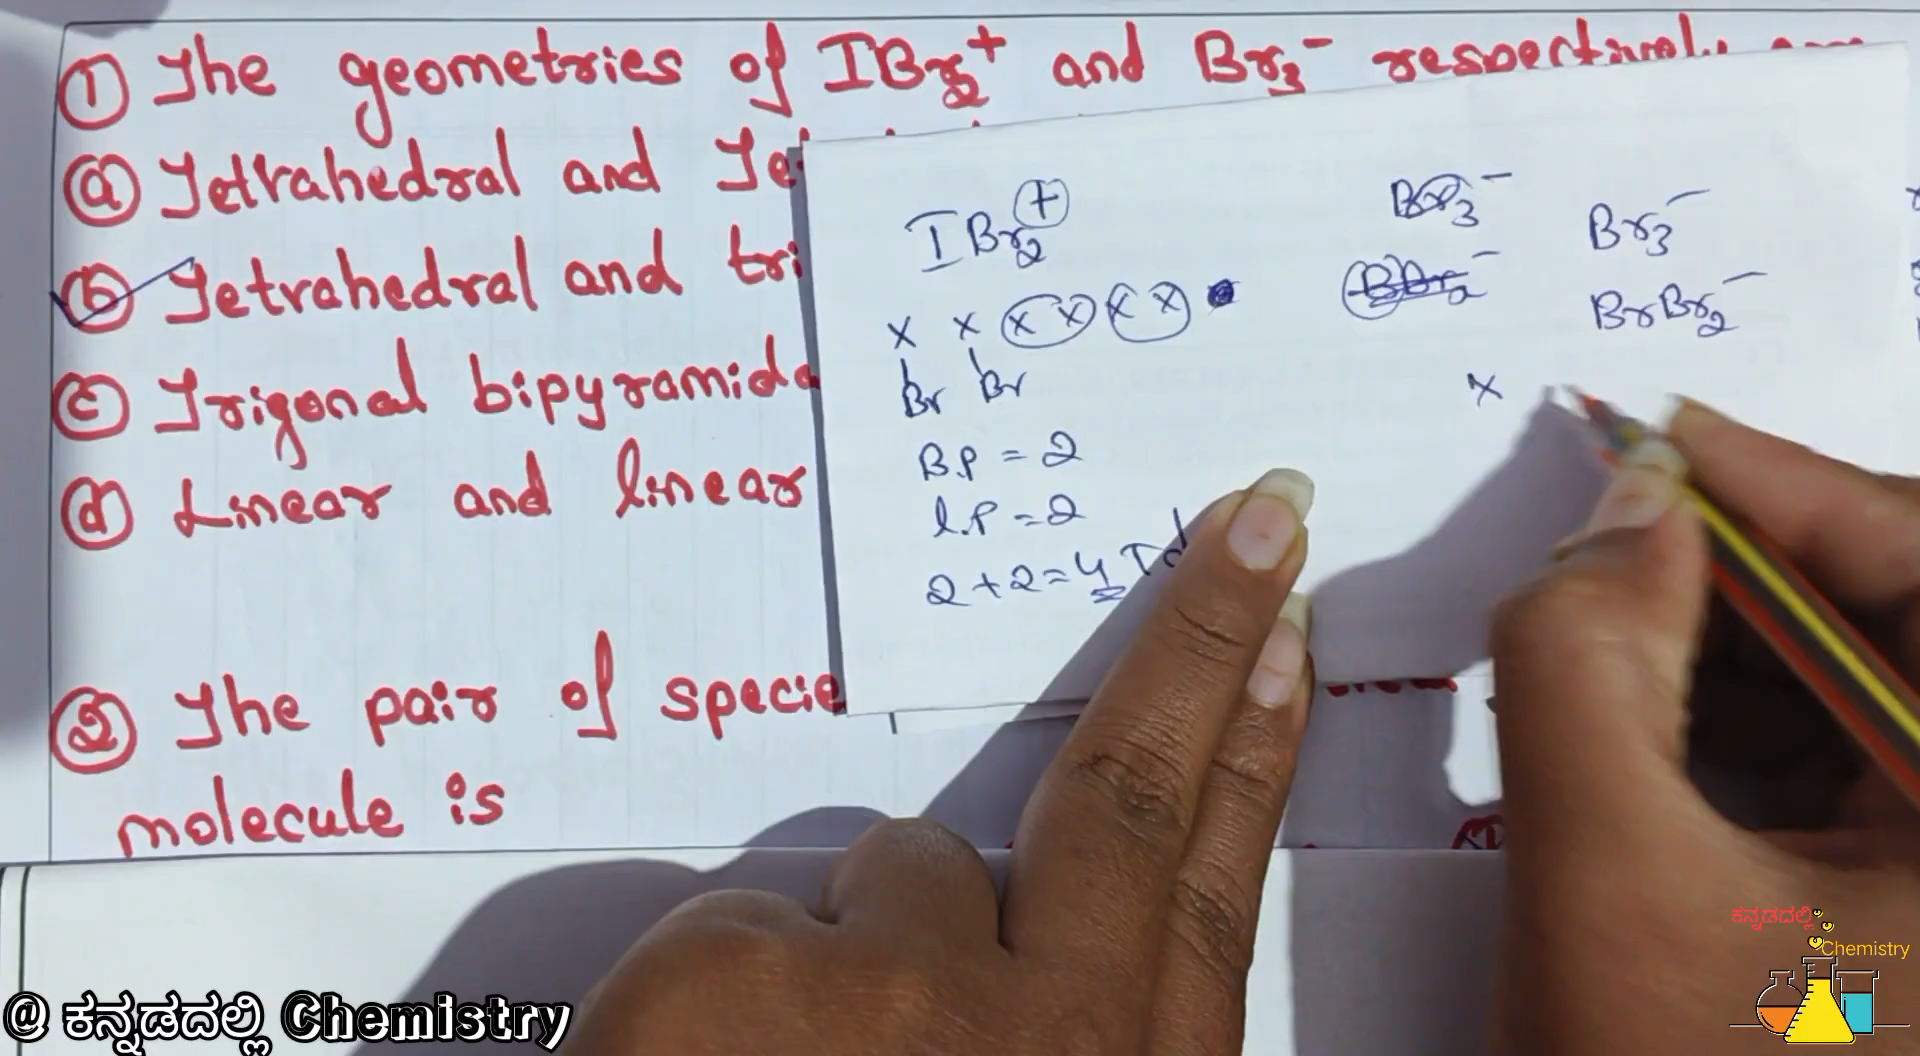 ① The geometries of IBr₂⁺ and Br₃⁻ respectively are
ⓐ Tetrahedral and Te
ⓑ Tetrahedral and tri
ⓒ Trigonal bipyramida
ⓓ Linear and linear
② The pair of specie
molecule is
IBr₂⁺
x x x x x x
Br Br
B.P = 2
l.P = 2
2 + 2 = 4 Td
Br₃⁻
Br₃⁻
BrBr₂⁻
x
ಕನ್ನಡದಲ್ಲಿ
Chemistry
@ ಕನ್ನಡದಲ್ಲಿ Chemistry